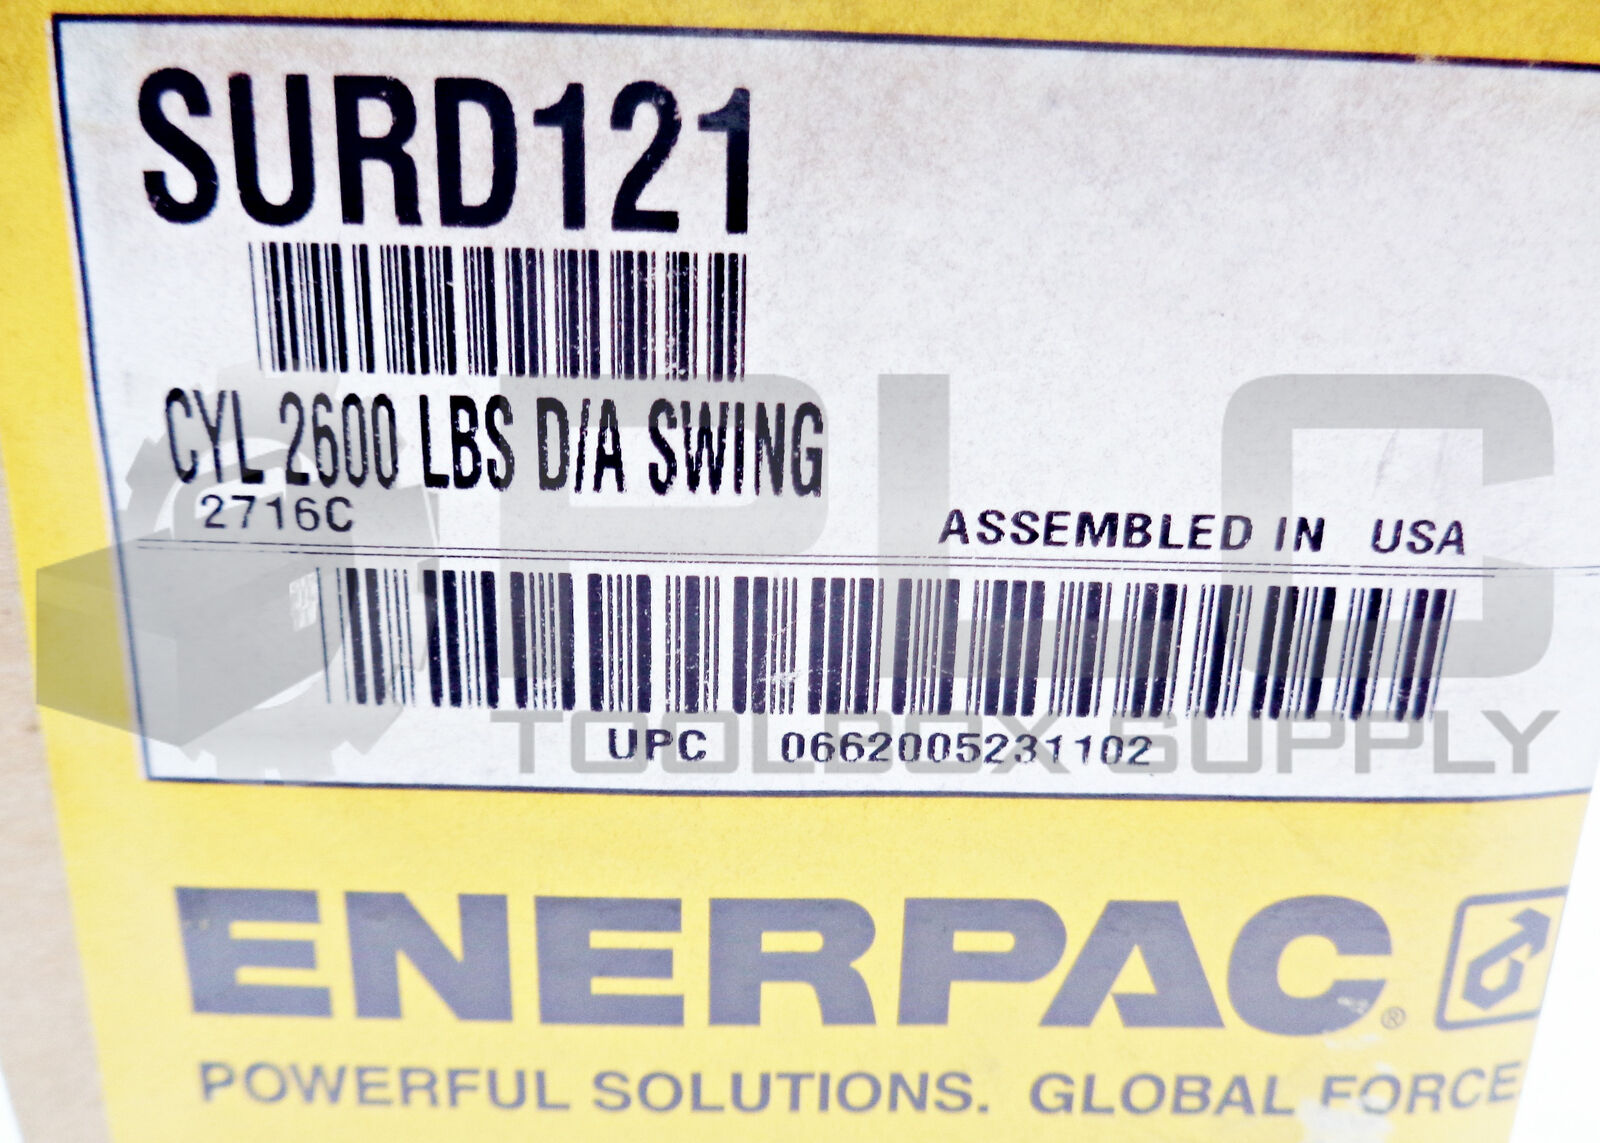 SURD121
CYL 2600 LBS D/A SWING
2716C
ASSEMBLED IN USA
UPC 0662005231102
PLC
TOOLBOX SUPPLY
ENERPAC®
POWERFUL SOLUTIONS. GLOBAL FORCE